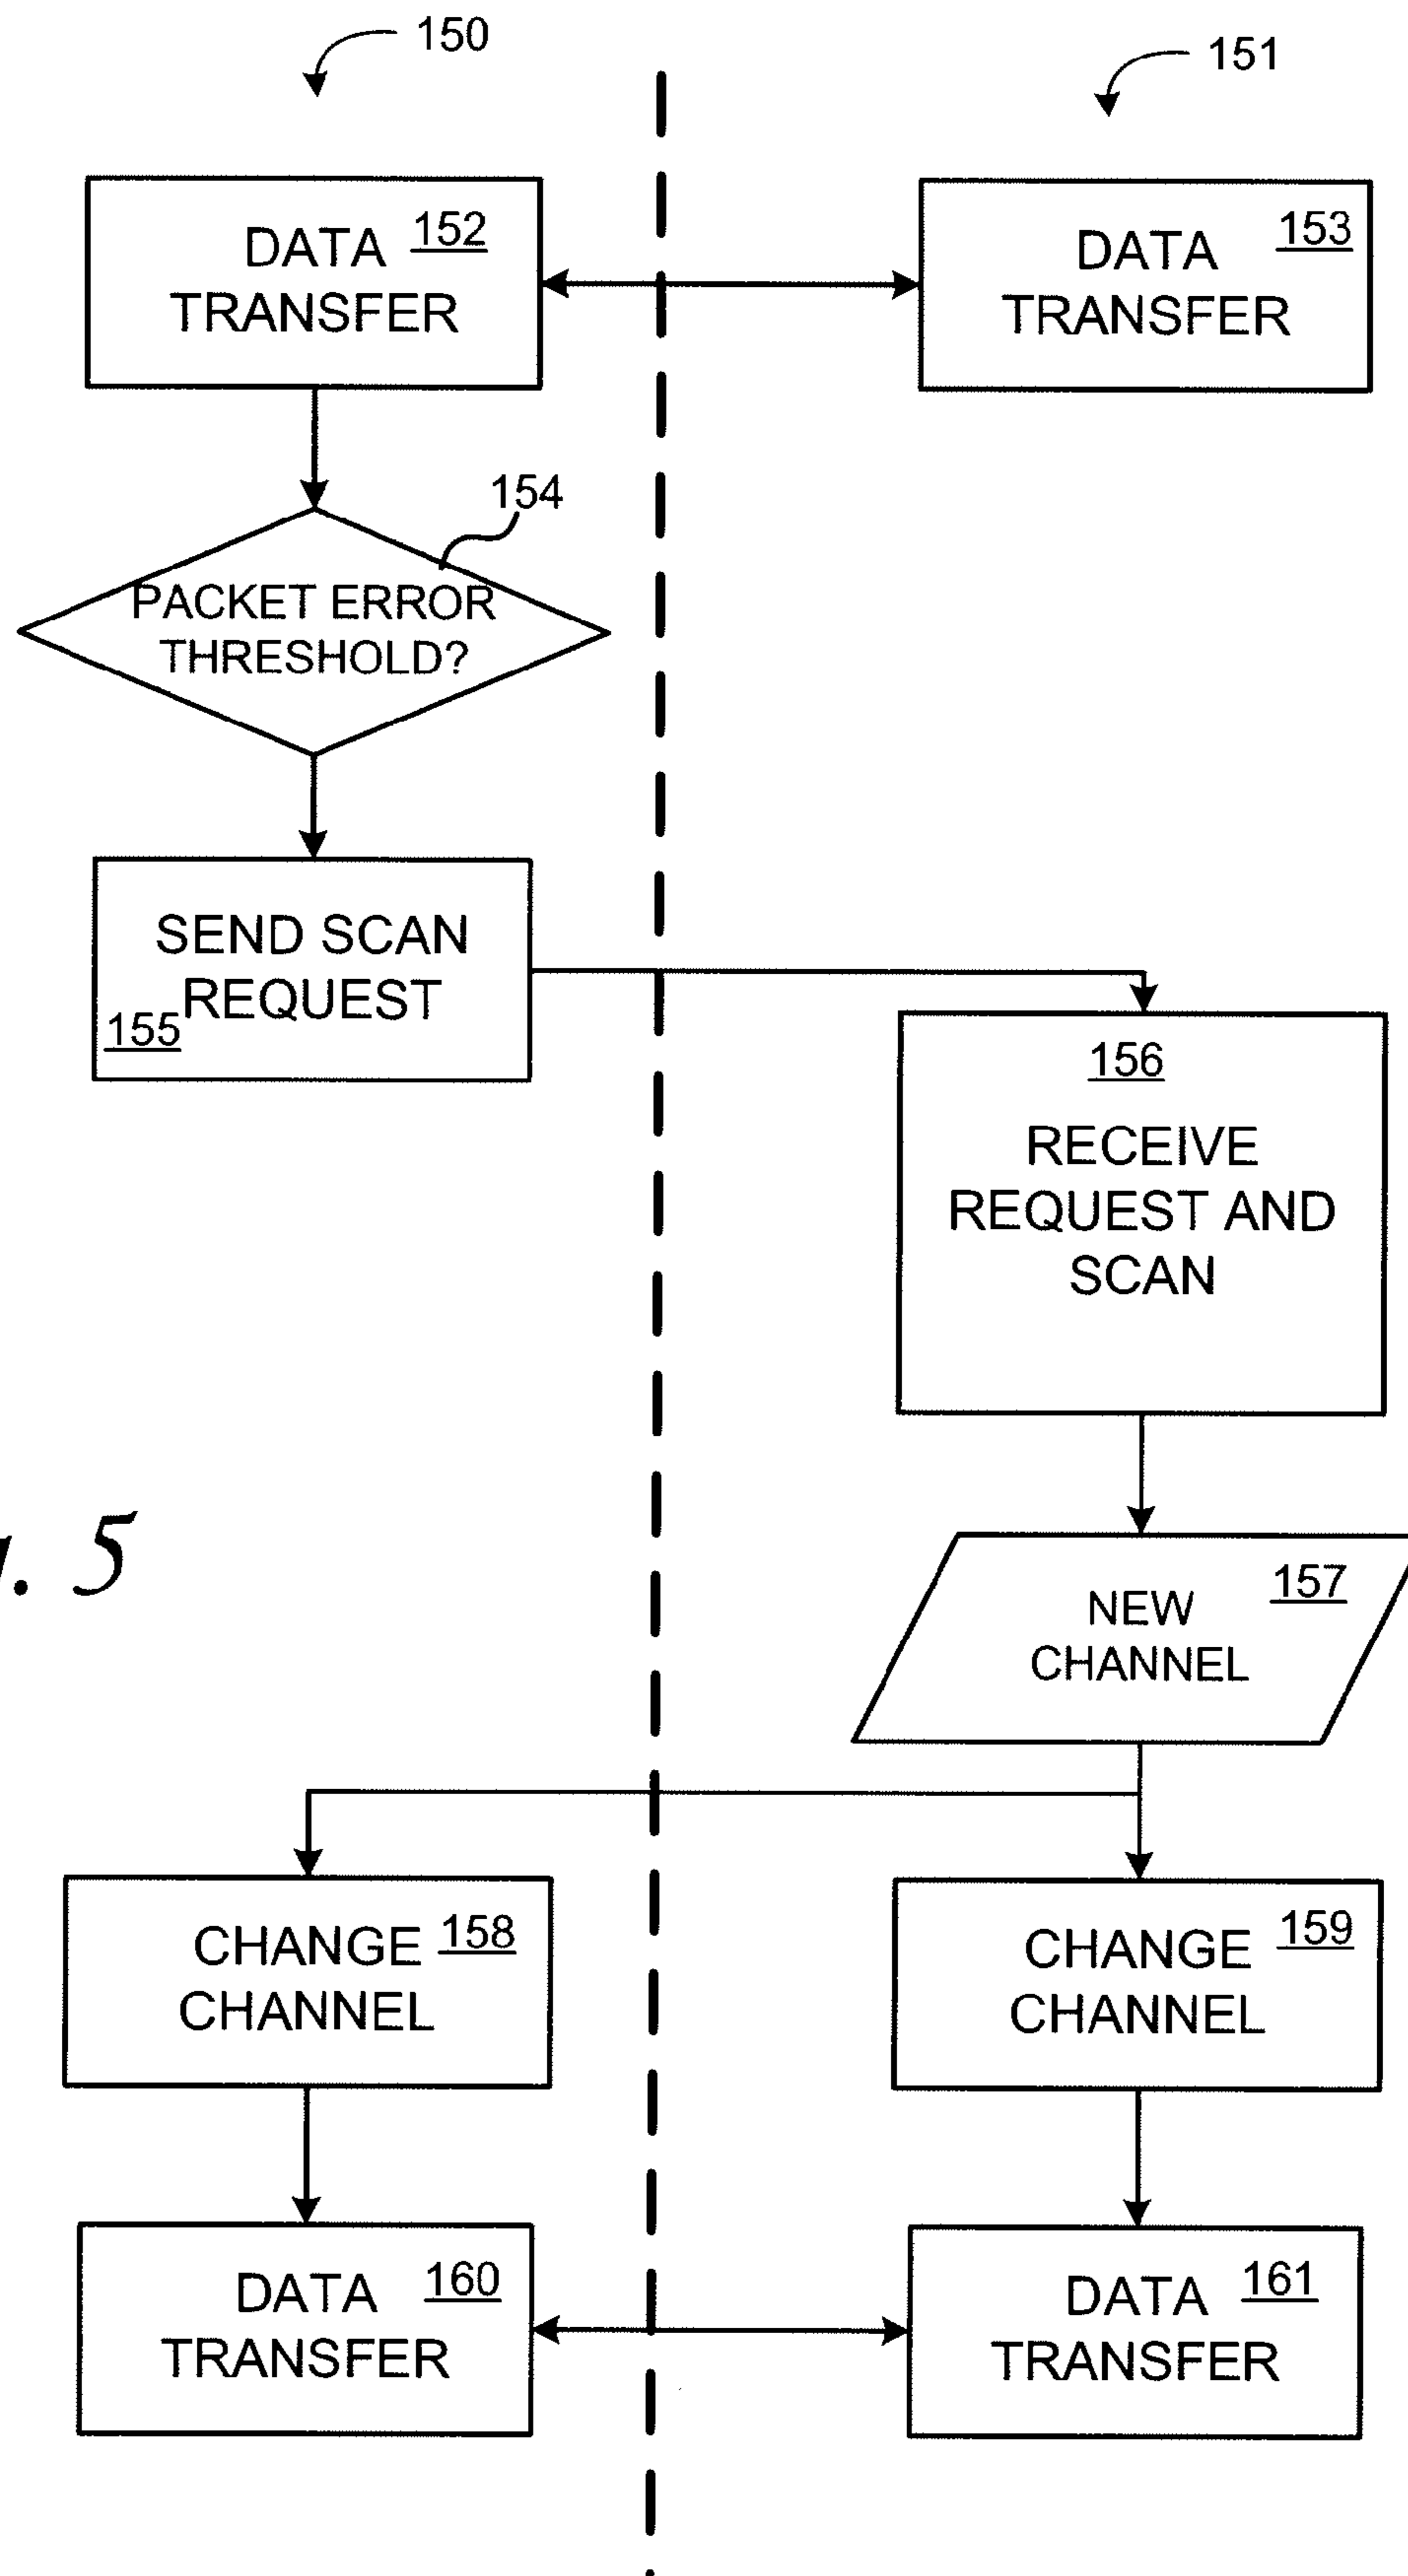 150
151
DATA 152
TRANSFER
DATA 153
TRANSFER
154
PACKET ERROR
THRESHOLD?
SEND SCAN
REQUEST
155
156
RECEIVE
REQUEST AND
SCAN
. 5
157
NEW
CHANNEL
CHANGE 158
CHANNEL
CHANGE 159
CHANNEL
DATA 160
TRANSFER
DATA 161
TRANSFER